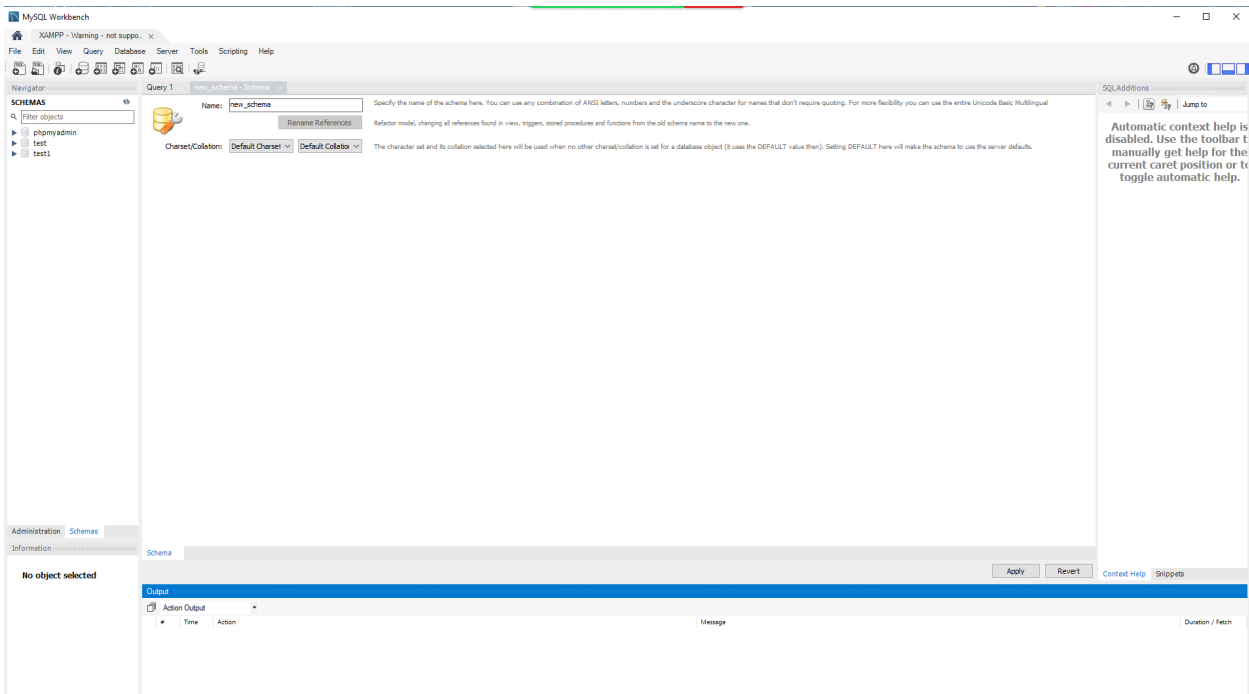 MySQL Workbench
XAMPP - Warning - not suppo..
File Edit View Query Database Server Tools Scripting Help
Navigator
SCHEMAS
Filter objects
phpmyadmin
test
test1
Administration Schemas
Information
No object selected
Query 1 new_schema - Schema
Name: new_schema Specify the name of the schema here. You can use any combination of ANSI letters, numbers and the underscore character for names that don't require quoting. For more flexibility you can use the entire Unicode Basic Multilingual
Rename References Refactor model, changing all references found in view, triggers, stored procedures and functions from the old schema name to the new one.
Charset/Collation: Default Charset Default Collation The character set and its collation selected here will be used when no other charset/collation is set for a database object (it uses the DEFAULT value then). Setting DEFAULT here will make the schema to use the server defaults.
Schema
Apply Revert
Output
Action Output
# Time Action Message Duration / Fetch
SQLAdditions
Jump to
Automatic context help is
disabled. Use the toolbar t
manually get help for the
current caret position or to
toggle automatic help.
Context Help Snippets